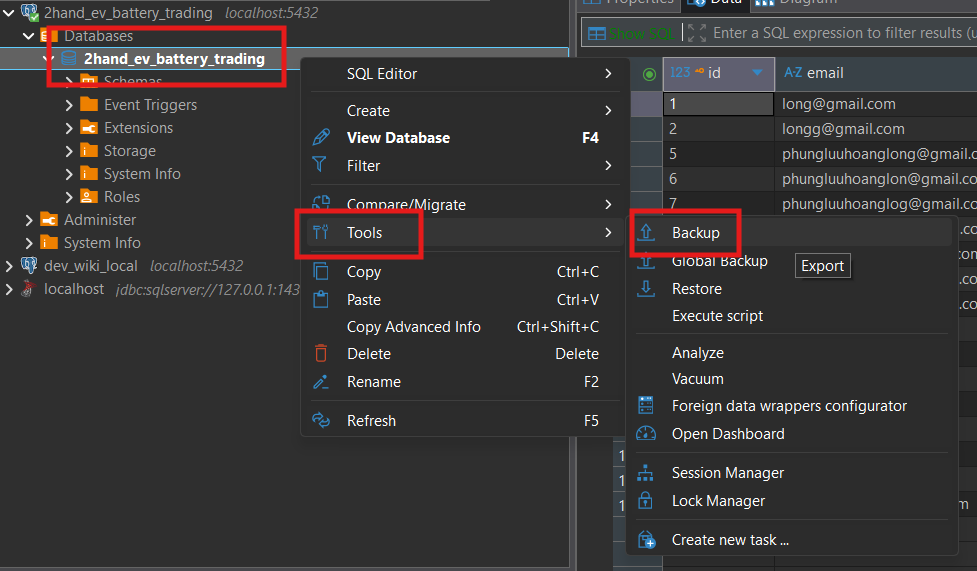 2hand_ev_battery_trading localhost:5432
Databases
2hand_ev_battery_trading
Schemas
Event Triggers
Extensions
Storage
System Info
Roles
Administer
System Info
dev_wiki_local localhost:5432
localhost jdbc:sqlserver://127.0.0.1:143
SQL Editor
Create
View Database F4
Filter
Compare/Migrate
Tools
Copy Ctrl+C
Paste Ctrl+V
Copy Advanced Info Ctrl+Shift+C
Delete Delete
Rename F2
Refresh F5
Backup
Global Backup
Export
Restore
Execute script
Analyze
Vacuum
Foreign data wrappers configurator
Open Dashboard
Session Manager
Lock Manager
Create new task ...
Properties Data Diagram
Show SQL Enter a SQL expression to filter results (u
123 id A-Z email
1 long@gmail.com
2 longg@gmail.com
5 phungluuhoanglong@gmail.c
6 phungluuhoanglon@gmail.co
7 phungluuhoanglog@gmail.co